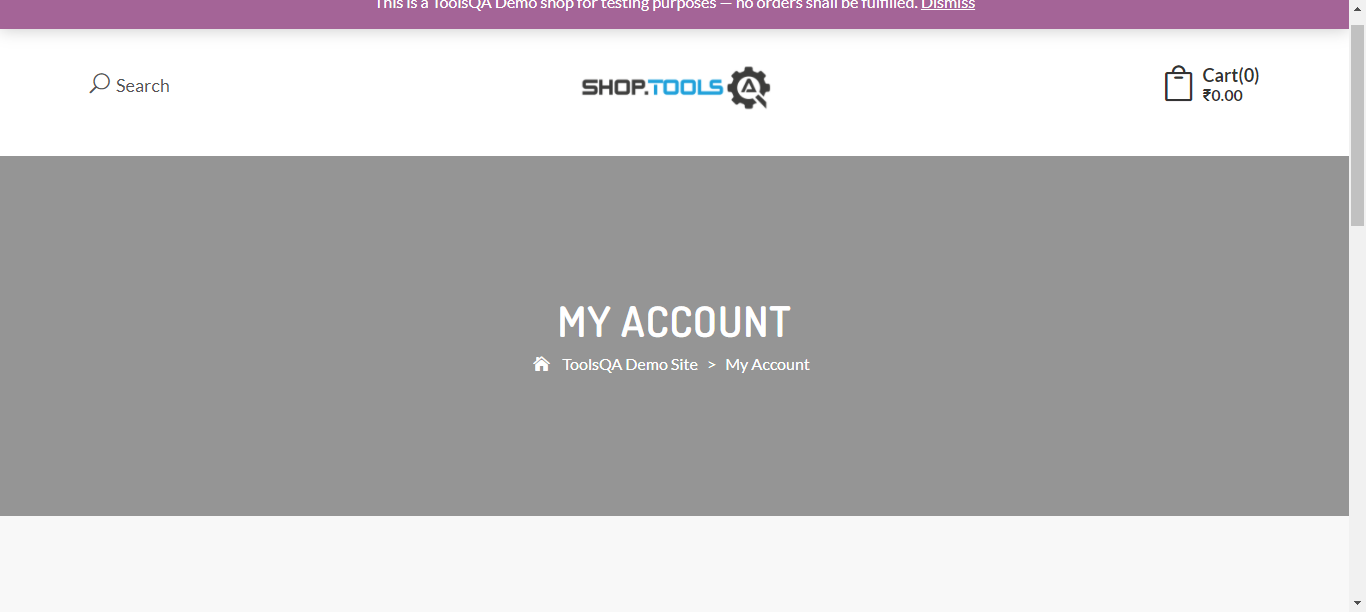 This is a ToolsQA Demo shop for testing purposes — no orders shall be fulfilled. Dismiss
Search
SHOP.TOOLS QA
Cart(0)
₹0.00
MY ACCOUNT
ToolsQA Demo Site > My Account